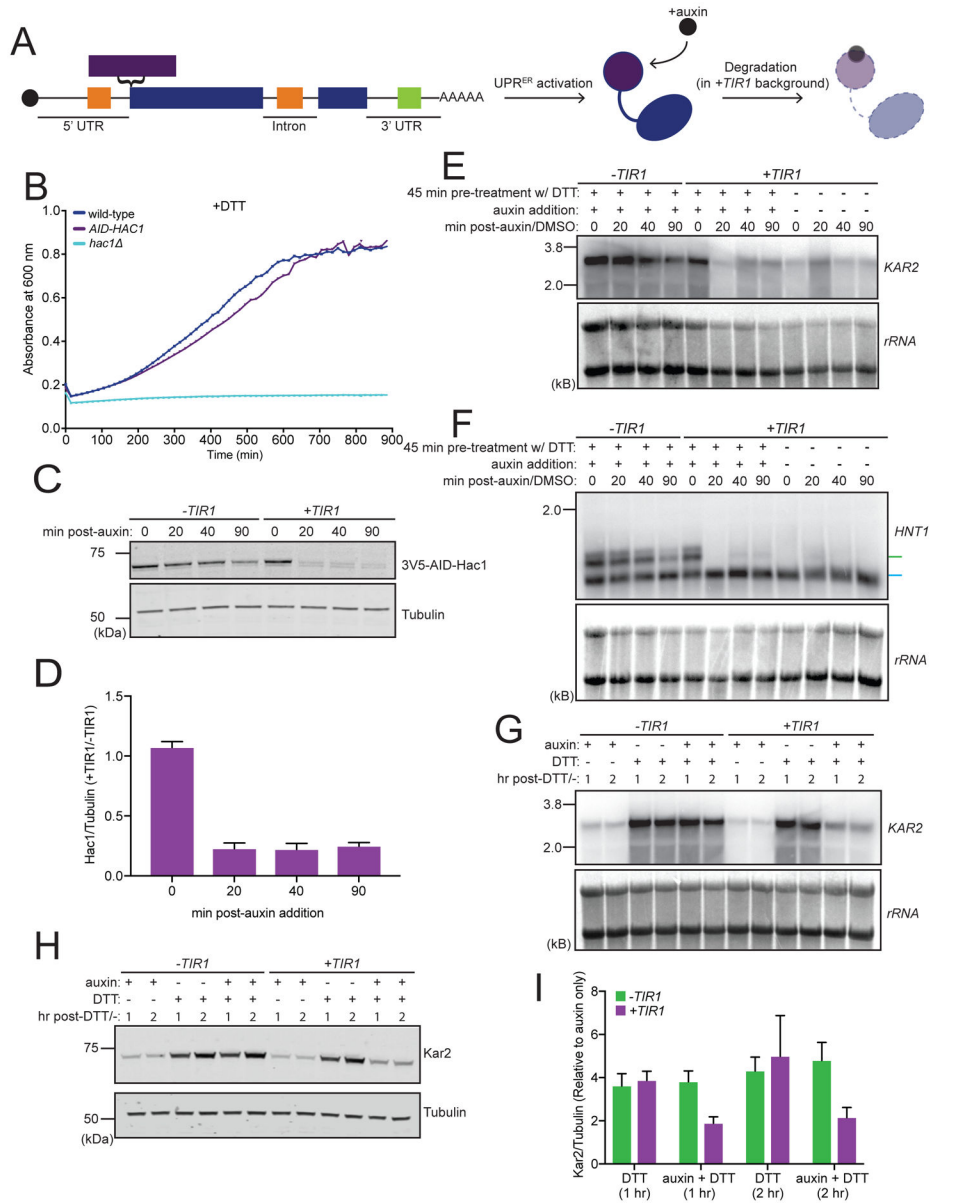 A
+auxin
AAAAA
5' UTR
Intron
3' UTR
UPR^ER activation
Degradation
(in +TIR1 background)
B
+DTT
wild-type
AID-HAC1
hac1Δ
Absorbance at 600 nm
1.0
0.8
0.6
0.4
0.2
0.0
0 100 200 300 400 500 600 700 800 900
Time (min)
C
-TIR1 +TIR1
min post-auxin: 0 20 40 90 0 20 40 90
75
3V5-AID-Hac1
50
Tubulin
(kDa)
D
Hac1/Tubulin (+TIR1/-TIR1)
1.5
1.0
0.5
0.0
0 20 40 90
min post-auxin addition
E
-TIR1 +TIR1
45 min pre-treatment w/ DTT: + + + + + + + + - - - -
auxin addition: + + + + + + + + - - - -
min post-auxin/DMSO: 0 20 40 90 0 20 40 90 0 20 40 90
3.8
KAR2
2.0
rRNA
(kB)
F
-TIR1 +TIR1
45 min pre-treatment w/ DTT: + + + + + + + + - - - -
auxin addition: + + + + + + + + - - - -
min post-auxin/DMSO: 0 20 40 90 0 20 40 90 0 20 40 90
2.0
HNT1
rRNA
(kB)
G
-TIR1 +TIR1
auxin: + + - - + + + + - - + +
DTT: - - + + + + - - + + + +
hr post-DTT/-: 1 2 1 2 1 2 1 2 1 2 1 2
3.8
KAR2
2.0
rRNA
(kB)
H
-TIR1 +TIR1
auxin: + + - - + + + + - - + +
DTT: - - + + + + - - + + + +
hr post-DTT/-: 1 2 1 2 1 2 1 2 1 2 1 2
75
Kar2
50
Tubulin
(kDa)
I
-TIR1
+TIR1
Kar2/Tubulin (Relative to auxin only)
8
6
4
2
0
DTT
(1 hr)
auxin + DTT
(1 hr)
DTT
(2 hr)
auxin + DTT
(2 hr)